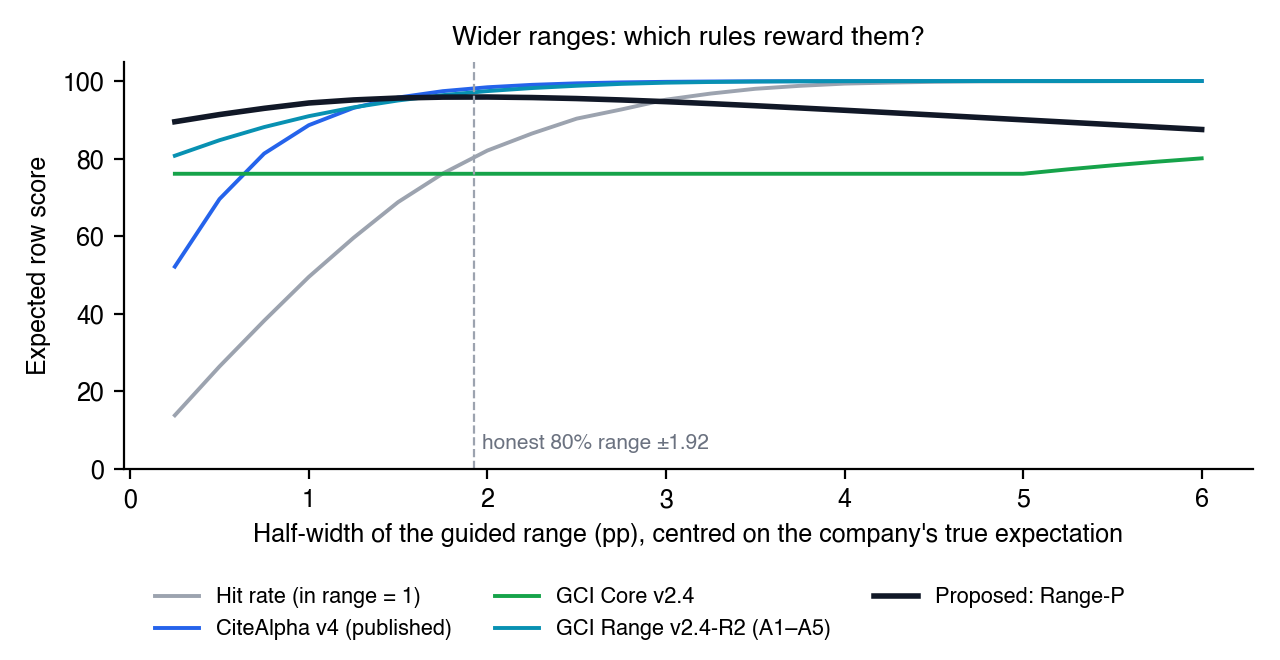 Wider ranges: which rules reward them?
100
80
60
40
20
0
Expected row score
honest 80% range ±1.92
0 1 2 3 4 5 6
Half-width of the guided range (pp), centred on the company's true expectation
Hit rate (in range = 1) GCI Core v2.4 Proposed: Range-P
CiteAlpha v4 (published) GCI Range v2.4-R2 (A1–A5)